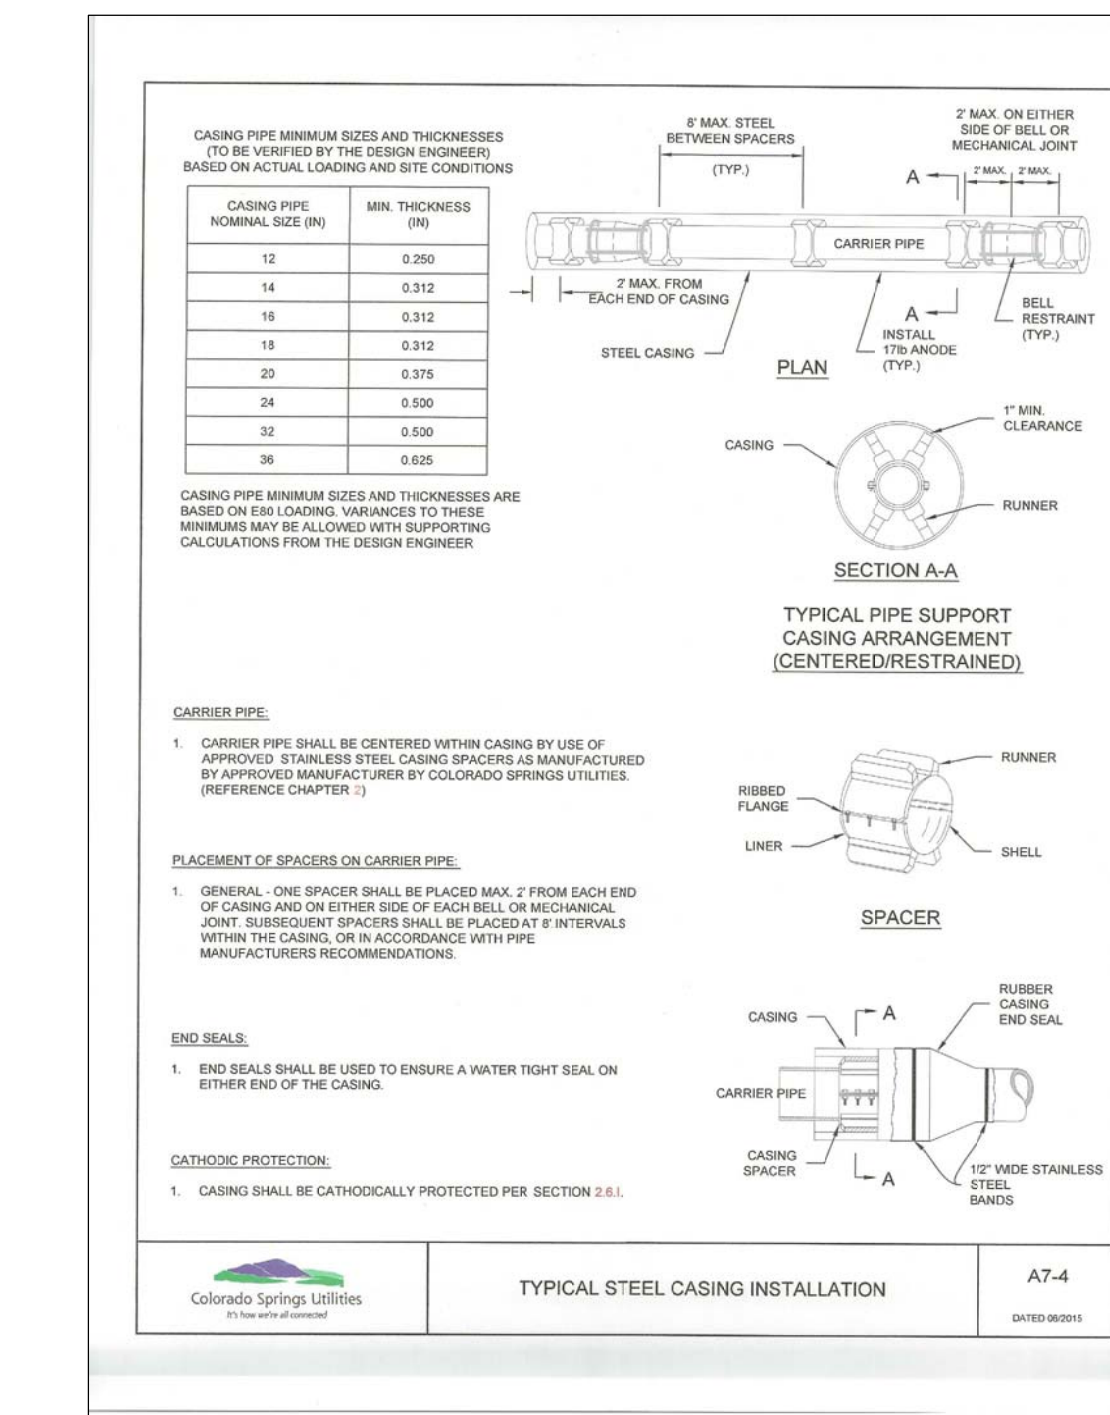 CASING PIPE MINIMUM SIZES AND THICKNESSES
(TO BE VERIFIED BY THE DESIGN ENGINEER)
BASED ON ACTUAL LOADING AND SITE CONDITIONS
CASING PIPE
NOMINAL SIZE (IN)
MIN. THICKNESS
(IN)
12 0.250
14 0.312
16 0.312
18 0.312
20 0.375
24 0.500
32 0.500
36 0.625
CASING PIPE MINIMUM SIZES AND THICKNESSES ARE
BASED ON E80 LOADING. VARIANCES TO THESE
MINIMUMS MAY BE ALLOWED WITH SUPPORTING
CALCULATIONS FROM THE DESIGN ENGINEER
8' MAX. STEEL
BETWEEN SPACERS
(TYP.)
2' MAX. ON EITHER
SIDE OF BELL OR
MECHANICAL JOINT
A
2' MAX. 2' MAX.
CARRIER PIPE
2' MAX. FROM
EACH END OF CASING
STEEL CASING
A
INSTALL
17lb ANODE
(TYP.)
BELL
RESTRAINT
(TYP.)
PLAN
CASING
1" MIN.
CLEARANCE
RUNNER
SECTION A-A
TYPICAL PIPE SUPPORT
CASING ARRANGEMENT
(CENTERED/RESTRAINED)
CARRIER PIPE:
1. CARRIER PIPE SHALL BE CENTERED WITHIN CASING BY USE OF
APPROVED STAINLESS STEEL CASING SPACERS AS MANUFACTURED
BY APPROVED MANUFACTURER BY COLORADO SPRINGS UTILITIES.
(REFERENCE CHAPTER 2)
PLACEMENT OF SPACERS ON CARRIER PIPE:
1. GENERAL - ONE SPACER SHALL BE PLACED MAX. 2' FROM EACH END
OF CASING AND ON EITHER SIDE OF EACH BELL OR MECHANICAL
JOINT. SUBSEQUENT SPACERS SHALL BE PLACED AT 8' INTERVALS
WITHIN THE CASING, OR IN ACCORDANCE WITH PIPE
MANUFACTURERS RECOMMENDATIONS.
END SEALS:
1. END SEALS SHALL BE USED TO ENSURE A WATER TIGHT SEAL ON
EITHER END OF THE CASING.
CATHODIC PROTECTION:
1. CASING SHALL BE CATHODICALLY PROTECTED PER SECTION 2.6.I.
RUNNER
RIBBED
FLANGE
LINER
SHELL
SPACER
RUBBER
CASING
END SEAL
CASING
A
CARRIER PIPE
CASING
SPACER
A
1/2" WIDE STAINLESS
STEEL
BANDS
Colorado Springs Utilities
It's how we're all connected
TYPICAL STEEL CASING INSTALLATION
A7-4
DATED 08/2015